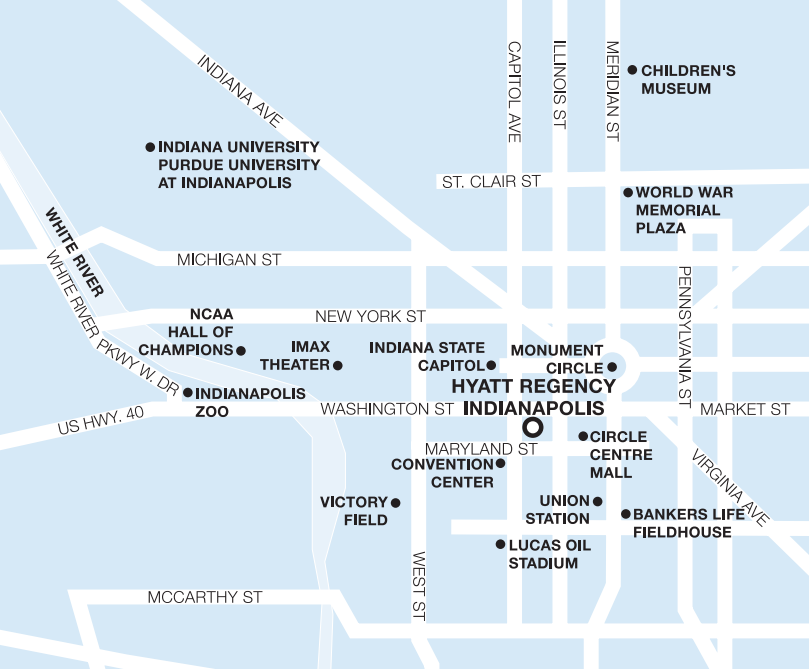 INDIANA AVE
CAPITOL AVE
ILLINOIS ST
MERIDIAN ST
CHILDREN'S
MUSEUM
INDIANA UNIVERSITY
PURDUE UNIVERSITY
AT INDIANAPOLIS
ST. CLAIR ST
WORLD WAR
MEMORIAL
PLAZA
WHITE RIVER
WHITE RIVER PKWY W. DR
MICHIGAN ST
PENNSYLVANIA ST
NEW YORK ST
NCAA
HALL OF
CHAMPIONS
IMAX
THEATER
INDIANA STATE
CAPITOL
MONUMENT
CIRCLE
HYATT REGENCY
INDIANAPOLIS
INDIANAPOLIS
ZOO
US HWY. 40
WASHINGTON ST
MARKET ST
MARYLAND ST
CIRCLE
CENTRE
MALL
CONVENTION
CENTER
VIRGINIA AVE
VICTORY
FIELD
UNION
STATION
BANKERS LIFE
FIELDHOUSE
LUCAS OIL
STADIUM
WEST ST
MCCARTHY ST